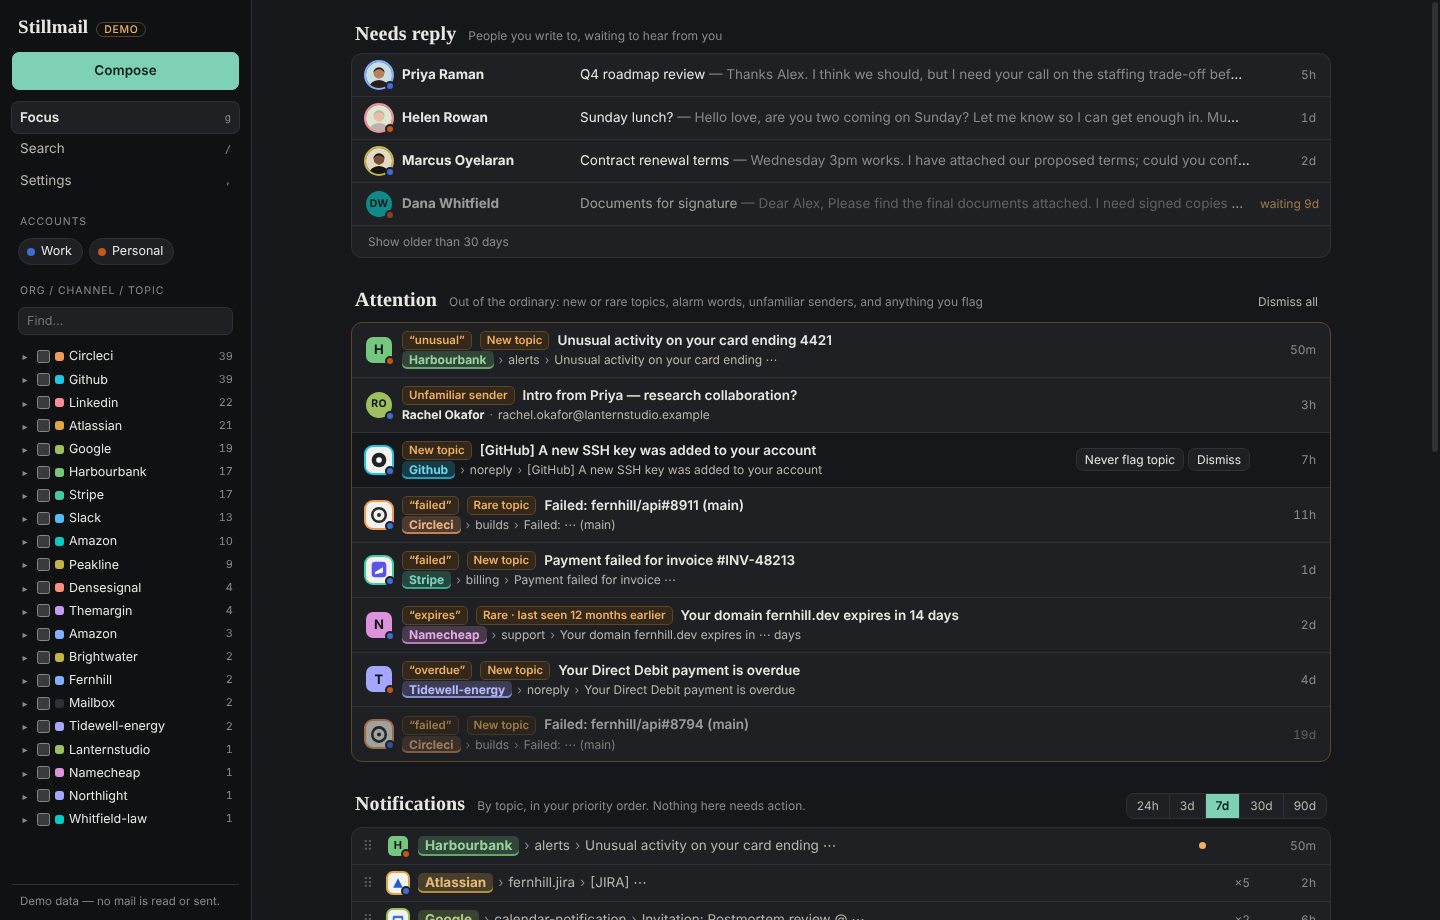 Stillmail DEMO
Compose
Focus g
Search /
Settings ,
ACCOUNTS
Work Personal
ORG / CHANNEL / TOPIC
Find...
Circleci 39
Github 39
Linkedin 22
Atlassian 21
Google 19
Harbourbank 17
Stripe 17
Slack 13
Amazon 10
Peakline 9
Densesignal 4
Themargin 4
Amazon 3
Brightwater 2
Fernhill 2
Mailbox 2
Tidewell-energy 2
Lanternstudio 1
Namecheap 1
Northlight 1
Whitfield-law 1
Demo data — no mail is read or sent.
Needs reply People you write to, waiting to hear from you
Priya Raman Q4 roadmap review — Thanks Alex. I think we should, but I need your call on the staffing trade-off bef... 5h
Helen Rowan Sunday lunch? — Hello love, are you two coming on Sunday? Let me know so I can get enough in. Mu... 1d
Marcus Oyelaran Contract renewal terms — Wednesday 3pm works. I have attached our proposed terms; could you conf... 2d
DW Dana Whitfield Documents for signature — Dear Alex, Please find the final documents attached. I need signed copies ... waiting 9d
Show older than 30 days
Attention Out of the ordinary: new or rare topics, alarm words, unfamiliar senders, and anything you flag Dismiss all
H “unusual” New topic Unusual activity on your card ending 4421 50m
Harbourbank › alerts › Unusual activity on your card ending ···
RO Unfamiliar sender Intro from Priya — research collaboration? 3h
Rachel Okafor · rachel.okafor@lanternstudio.example
New topic [GitHub] A new SSH key was added to your account Never flag topic Dismiss 7h
Github › noreply › [GitHub] A new SSH key was added to your account
“failed” Rare topic Failed: fernhill/api#8911 (main) 11h
Circleci › builds › Failed: ··· (main)
“failed” New topic Payment failed for invoice #INV-48213 1d
Stripe › billing › Payment failed for invoice ···
N “expires” Rare · last seen 12 months earlier Your domain fernhill.dev expires in 14 days 2d
Namecheap › support › Your domain fernhill.dev expires in ··· days
T “overdue” New topic Your Direct Debit payment is overdue 4d
Tidewell-energy › noreply › Your Direct Debit payment is overdue
“failed” New topic Failed: fernhill/api#8794 (main) 19d
Circleci › builds › Failed: ··· (main)
Notifications By topic, in your priority order. Nothing here needs action. 24h 3d 7d 30d 90d
H Harbourbank › alerts › Unusual activity on your card ending ··· 50m
Atlassian › fernhill.jira › [JIRA] ··· ×5 2h
Google › calendar-notification › Invitation: Postmortem review @ ··· ×2 6h